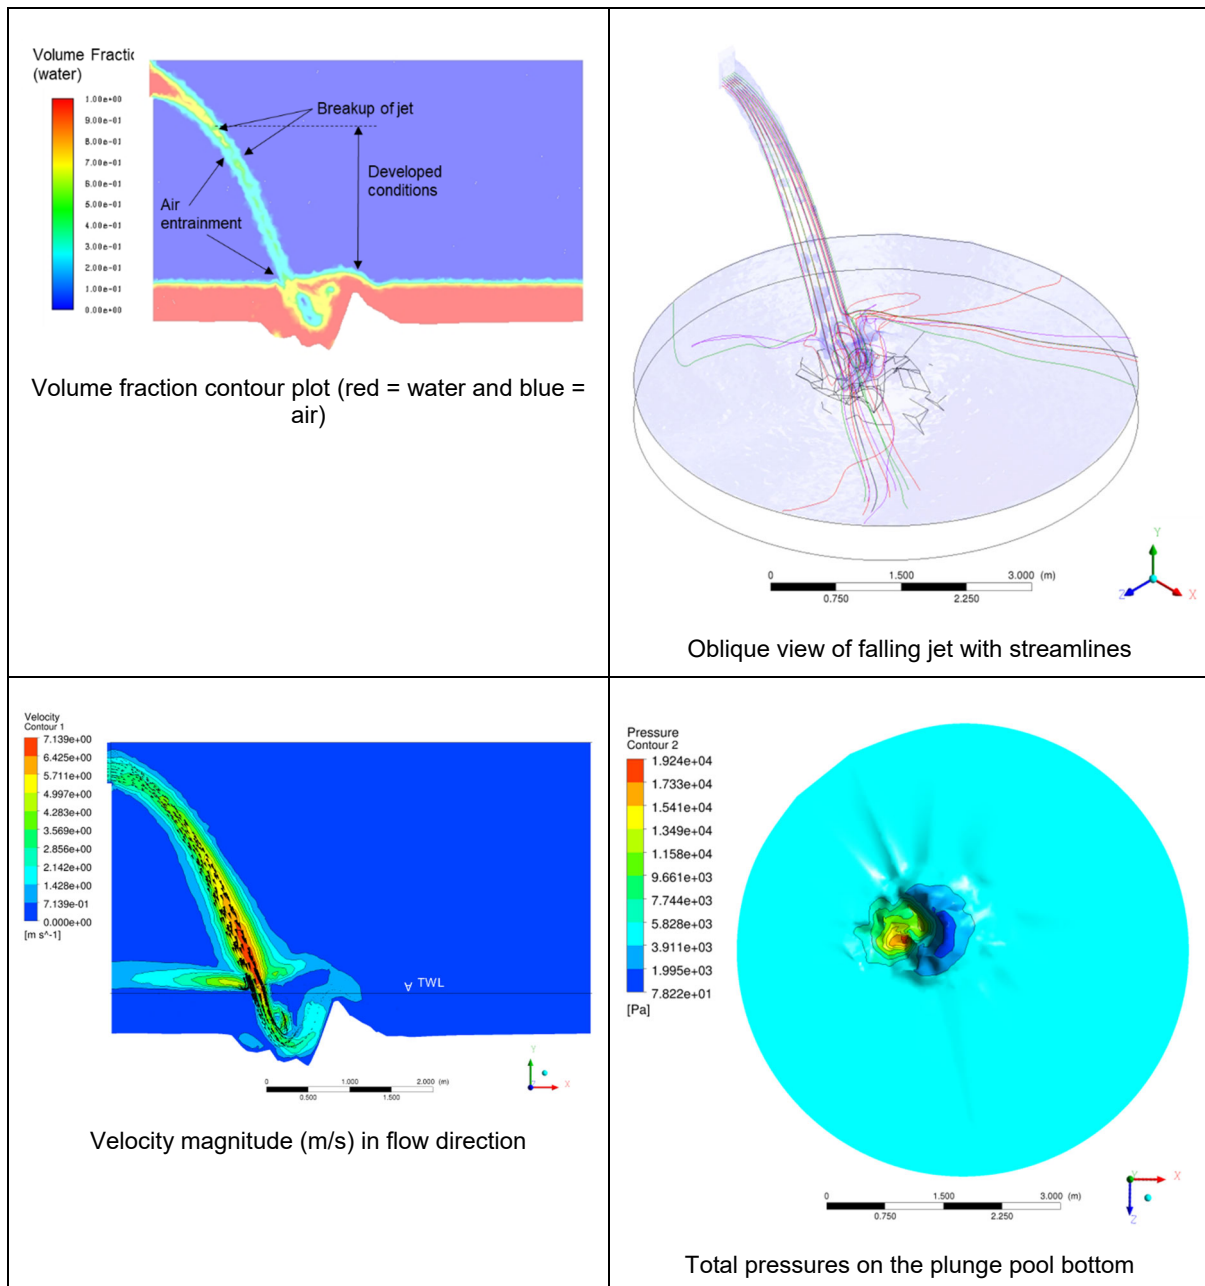 Volume Fractic
(water)
1.00e+00
9.00e-01
8.00e-01
7.00e-01
6.00e-01
5.00e-01
4.00e-01
3.00e-01
2.00e-01
1.00e-01
0.00e+00
Breakup of jet
Developed
conditions
Air
entrainment
Volume fraction contour plot (red = water and blue =
air)
0 1.500 3.000 (m)
0.750 2.250
Y
Z
X
Oblique view of falling jet with streamlines
Velocity
Contour 1
7.139e+00
6.425e+00
5.711e+00
4.997e+00
4.283e+00
3.569e+00
2.856e+00
2.142e+00
1.428e+00
7.139e-01
0.000e+00
[m s^-1]
TWL
0 1.000 2.000 (m)
0.500 1.500
Y
Z
X
Velocity magnitude (m/s) in flow direction
Pressure
Contour 2
1.924e+04
1.733e+04
1.541e+04
1.349e+04
1.158e+04
9.661e+03
7.744e+03
5.828e+03
3.911e+03
1.995e+03
7.822e+01
[Pa]
0 1.500 3.000 (m)
0.750 2.250
Y
X
Z
Total pressures on the plunge pool bottom